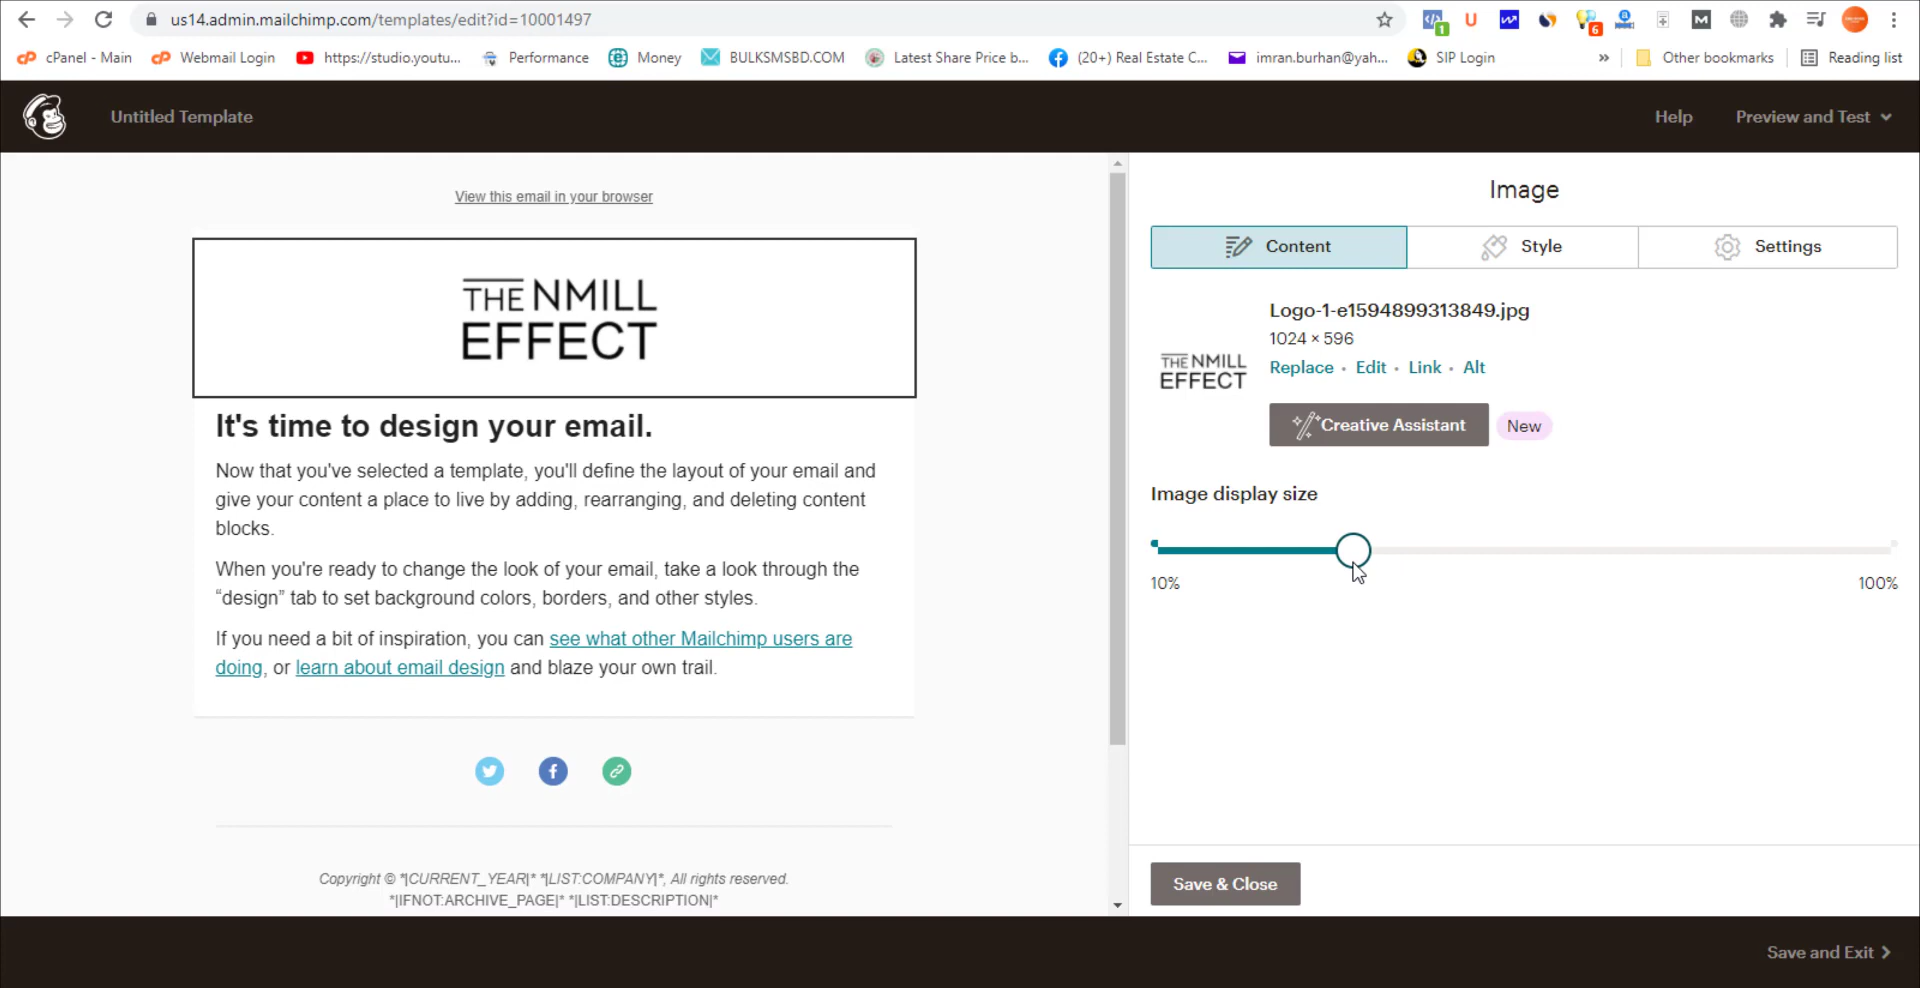 us14.admin.mailchimp.com/templates/edit?id=10001497
1
6
cPanel - Main
Webmail Login
https://studio.youtu...
Performance
Money
BULKSMSBD.COM
Latest Share Price b...
(20+) Real Estate C...
imran.burhan@yah...
SIP Login
»
Other bookmarks
Reading list
Untitled Template
Help
Preview and Test
View this email in your browser
THE NMILL
EFFECT
It's time to design your email.
Now that you've selected a template, you'll define the layout of your email and
give your content a place to live by adding, rearranging, and deleting content
blocks.
When you're ready to change the look of your email, take a look through the
“design” tab to set background colors, borders, and other styles.
If you need a bit of inspiration, you can see what other Mailchimp users are
doing, or learn about email design and blaze your own trail.
Copyright © *|CURRENT_YEAR|* *|LIST:COMPANY|*, All rights reserved.
*|IFNOT:ARCHIVE_PAGE|* *|LIST:DESCRIPTION|*
Image
Content
Style
Settings
Logo-1-e1594899313849.jpg
1024 × 596
Replace • Edit • Link • Alt
THE NMILL
EFFECT
Creative Assistant
New
Image display size
10%
100%
Save & Close
Save and Exit